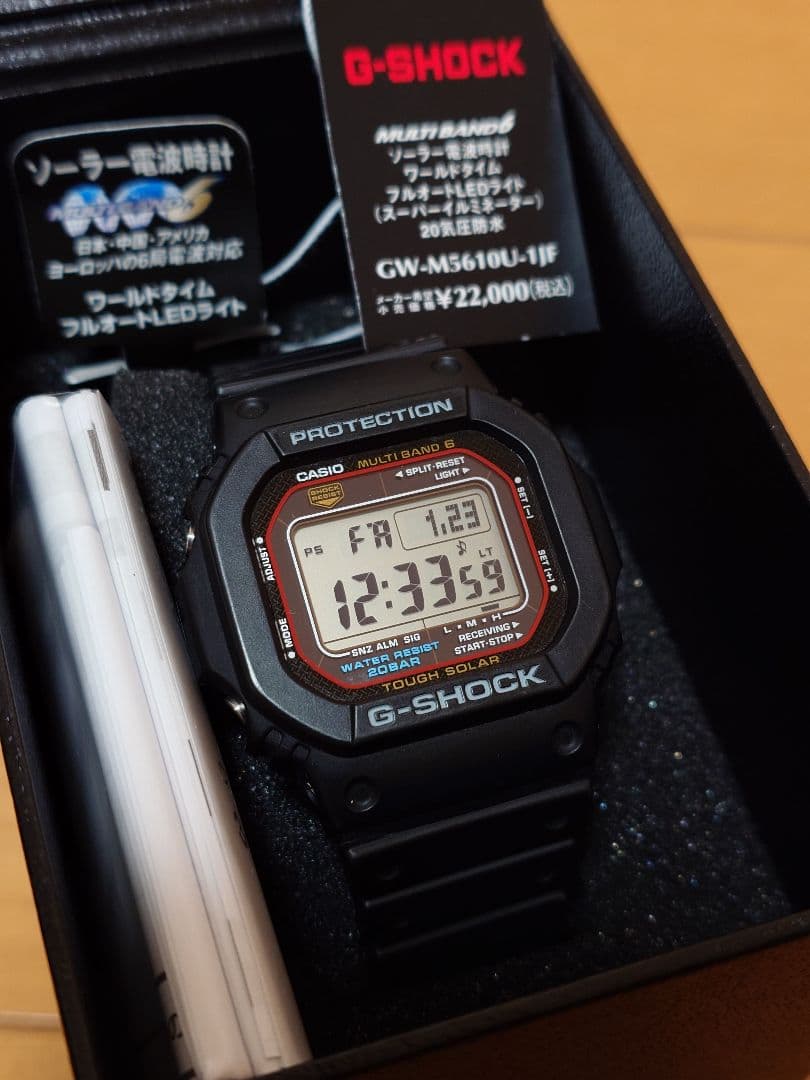 G-SHOCK
MULTI BAND 6
ソーラー電波時計
ワールドタイム
フルオートLEDライト
(スーパーイルミネーター)
20気圧防水
GW-M5610U-1JF
メーカー希望
小売価格
¥22,000(税込)
ソーラー電波時計
日本・中国・アメリカ
ヨーロッパの6局電波対応
ワールドタイム
フルオートLEDライト
PROTECTION
CASIO MULTI BAND 6
SHOCK
RESIST
◀ SPLIT·RESET
LIGHT ▶
ADJUST
MODE
SET [–]
SET [+]
PS FR 1.23
LT
12:33 59
SNZ ALM SIG
L • M • H
RECEIVING ▶
START·STOP ▶
WATER RESIST
20BAR
TOUGH SOLAR
G-SHOCK